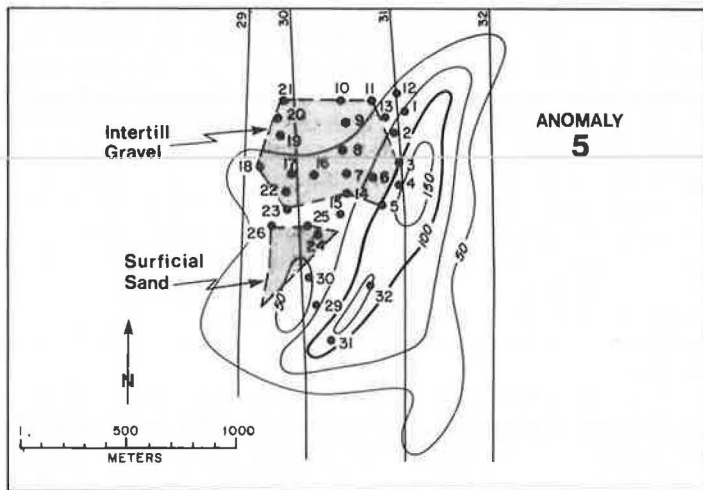 29 30 31 32
21 10 11 12
20 9 13 1
19 8 2
Intertill
Gravel
ANOMALY
5
18 17 16 7 6 3
22 14 4 150
23 15 5
26 25 100 50
24
Surficial
Sand
30 50
29 32
31
N
0 500 1000
METERS